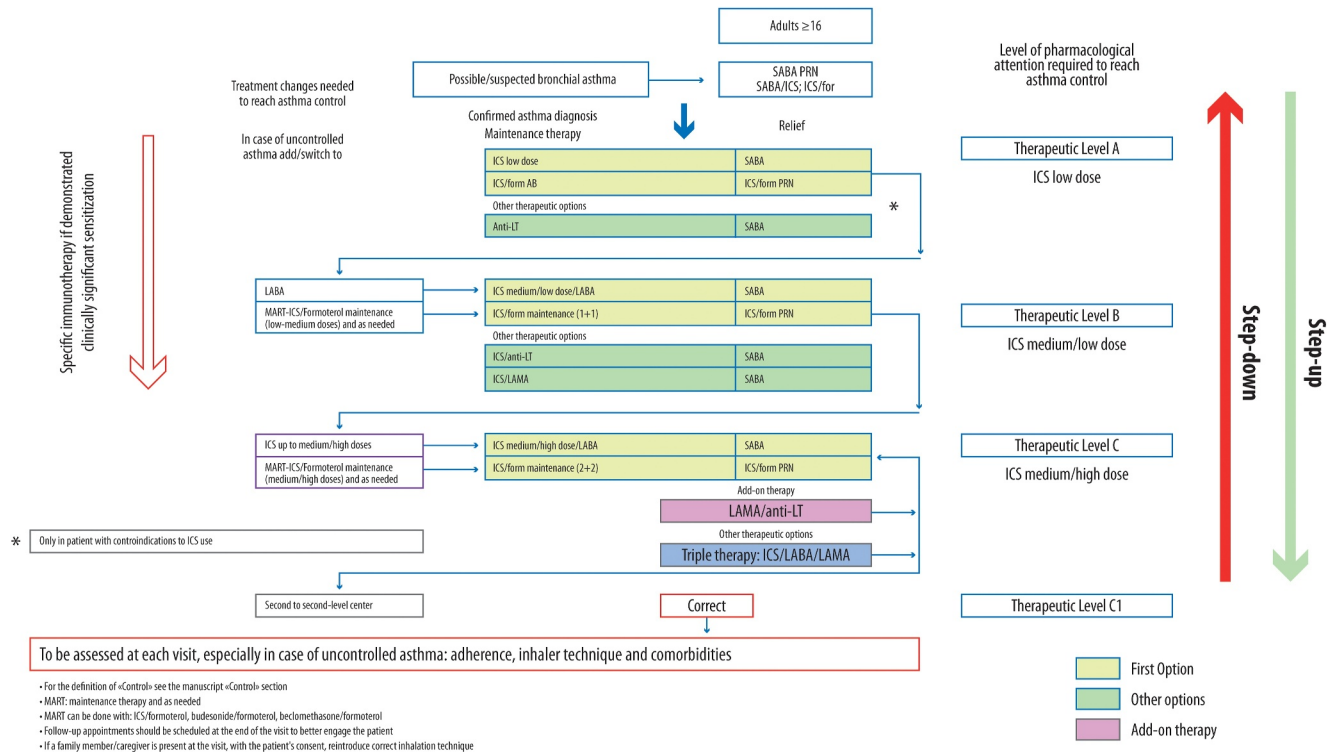 Adults ≥16
Possible/suspected bronchial asthma
SABA PRN
SABA/ICS; ICS/for
Level of pharmacological
attention required to reach
asthma control
Treatment changes needed
to reach asthma control
In case of uncontrolled
asthma add/switch to
Confirmed asthma diagnosis
Maintenance therapy
Relief
Specific immunotherapy if demonstrated
clinically significant sensitization
ICS low dose
SABA
ICS/form AB
ICS/form PRN
Other therapeutic options
Anti-LT
SABA
*
Therapeutic Level A
ICS low dose
LABA
MART-ICS/Formoterol maintenance
(low-medium doses) and as needed
ICS medium/low dose/LABA
SABA
ICS/form maintenance (1+1)
ICS/form PRN
Other therapeutic options
ICS/anti-LT
SABA
ICS/LAMA
SABA
Therapeutic Level B
ICS medium/low dose
Step-down
Step-up
ICS up to medium/high doses
MART-ICS/Formoterol maintenance
(medium/high doses) and as needed
ICS medium/high dose/LABA
SABA
ICS/form maintenance (2+2)
ICS/form PRN
Add-on therapy
LAMA/anti-LT
Other therapeutic options
Triple therapy: ICS/LABA/LAMA
Therapeutic Level C
ICS medium/high dose
* Only in patient with controindications to ICS use
Second to second-level center
Correct
Therapeutic Level C1
To be assessed at each visit, especially in case of uncontrolled asthma: adherence, inhaler technique and comorbidities
• For the definition of «Control» see the manuscript «Control» section
• MART: maintenance therapy and as needed
• MART can be done with: ICS/formoterol, budesonide/formoterol, beclomethasone/formoterol
• Follow-up appointments should be scheduled at the end of the visit to better engage the patient
• If a family member/caregiver is present at the visit, with the patient's consent, reintroduce correct inhalation technique
First Option
Other options
Add-on therapy